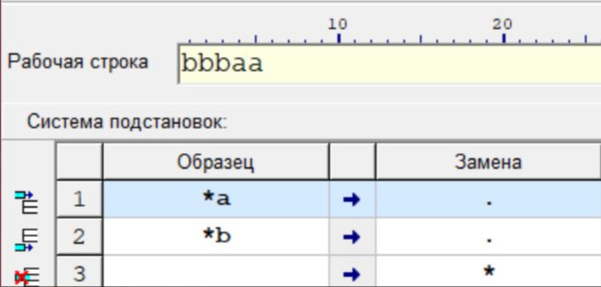 10 20
Рабочая строка bbbaa
Система подстановок:
Образец Замена
1 *a → .
2 *b → .
3 → *